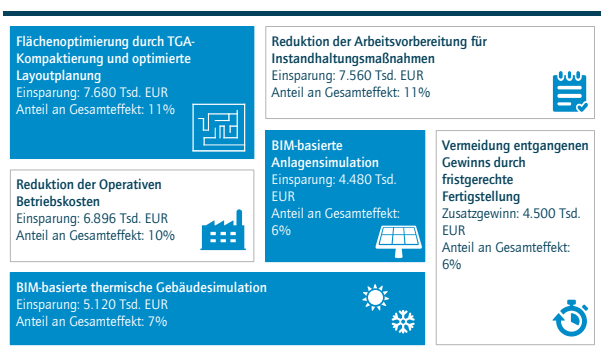 Flächenoptimierung durch TGA-
Kompaktierung und optimierte
Layoutplanung
Einsparung: 7.680 Tsd. EUR
Anteil an Gesamteffekt: 11%
Reduktion der Arbeitsvorbereitung für
Instandhaltungsmaßnahmen
Einsparung: 7.560 Tsd. EUR
Anteil an Gesamteffekt: 11%
Reduktion der Operativen
Betriebskosten
Einsparung: 6.896 Tsd. EUR
Anteil an Gesamteffekt: 10%
BIM-basierte
Anlagensimulation
Einsparung: 4.480 Tsd.
EUR
Anteil an Gesamteffekt:
6%
Vermeidung entgangenen
Gewinns durch
fristgerechte
Fertigstellung
Zusatzgewinn: 4.500 Tsd.
EUR
Anteil an Gesamteffekt:
6%
BIM-basierte thermische Gebäudesimulation
Einsparung: 5.120 Tsd. EUR
Anteil an Gesamteffekt: 7%